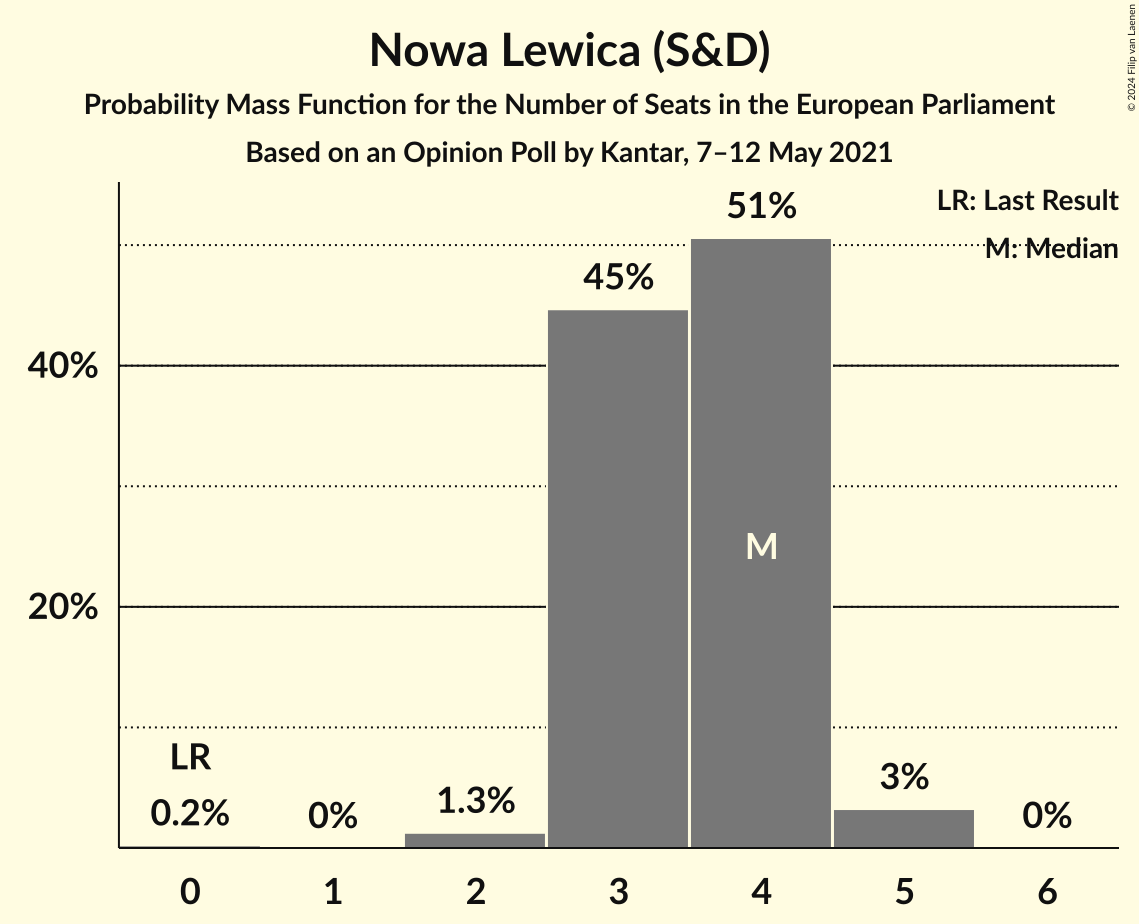 Nowa Lewica (S&D)
Probability Mass Function for the Number of Seats in the European Parliament
Based on an Opinion Poll by Kantar, 7–12 May 2021
© 2024 Filip van Laenen
LR: Last Result
M: Median
51%
45%
40%
M
20%
LR
0.2%
0%
1.3%
3%
0%
0 1 2 3 4 5 6